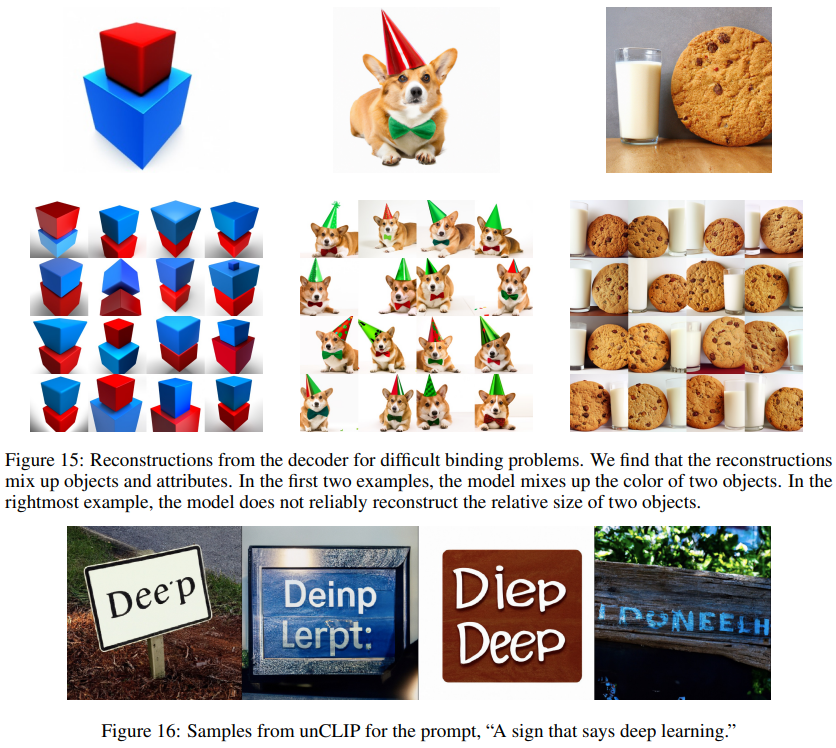 Figure 15: Reconstructions from the decoder for difficult binding problems. We find that the reconstructions
mix up objects and attributes. In the first two examples, the model mixes up the color of two objects. In the
rightmost example, the model does not reliably reconstruct the relative size of two objects.
Dee·p
Deinp
Lerpt:
Diep
Deep
IDONEELH
Figure 16: Samples from unCLIP for the prompt, “A sign that says deep learning.”